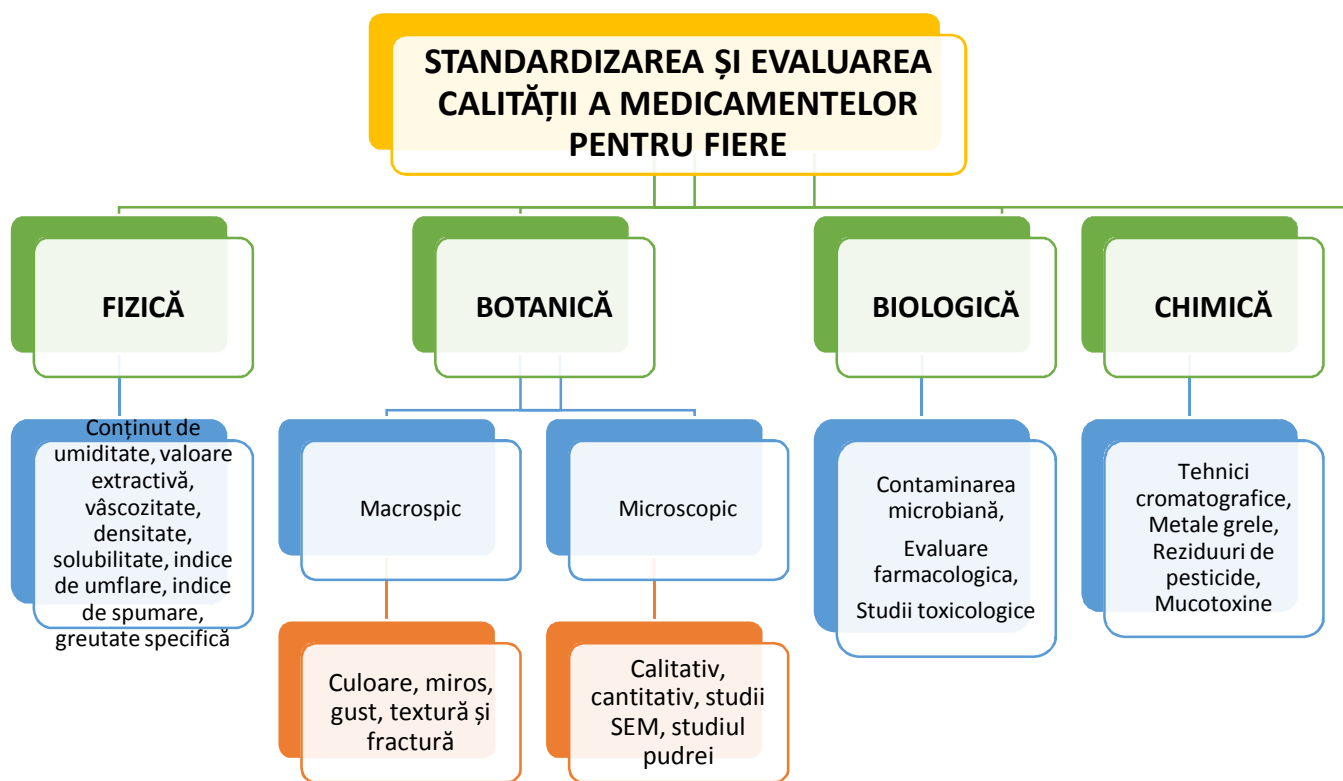 STANDARDIZAREA ȘI EVALUAREA
CALITĂȚII A MEDICAMENTELOR
PENTRU FIERE
FIZICĂ
BOTANICĂ
BIOLOGICĂ
CHIMICĂ
Conținut de
umiditate, valoare
extractivă,
vâscozitate,
densitate,
solubilitate, indice
de umflare, indice
de spumare,
greutate specifică
Macrospic
Microscopic
Contaminarea
microbiană,
Evaluare
farmacologica,
Studii toxicologice
Tehnici
cromatografice,
Metale grele,
Reziduuri de
pesticide,
Mucotoxine
Culoare, miros,
gust, textură și
fractură
Calitativ,
cantitativ, studii
SEM, studiul
pudrei